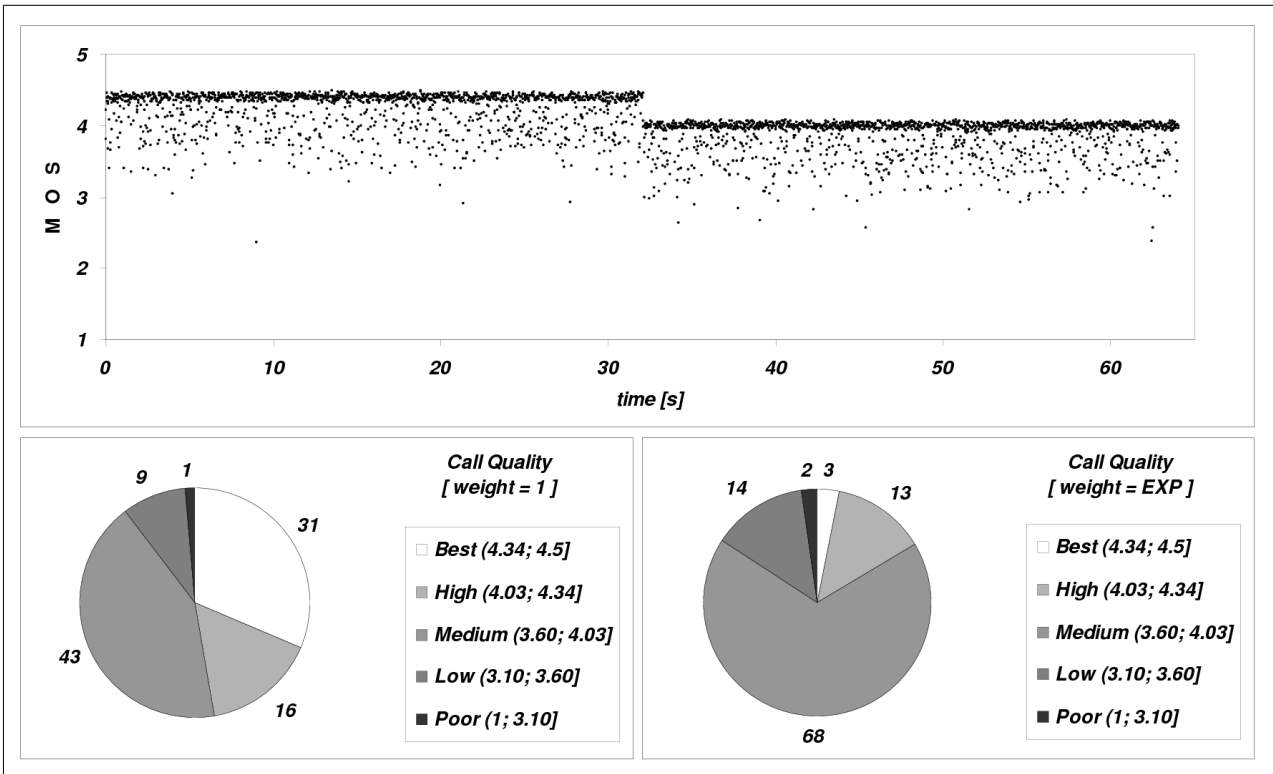 5
4
3
2
1
M O S
0 10 20 30 40 50 60
time [s]
Call Quality
[ weight = 1 ]
9 1
31
43
16
Best (4.34; 4.5]
High (4.03; 4.34]
Medium (3.60; 4.03]
Low (3.10; 3.60]
Poor (1; 3.10]
Call Quality
[ weight = EXP ]
2 3
14 13
68
Best (4.34; 4.5]
High (4.03; 4.34]
Medium (3.60; 4.03]
Low (3.10; 3.60]
Poor (1; 3.10]